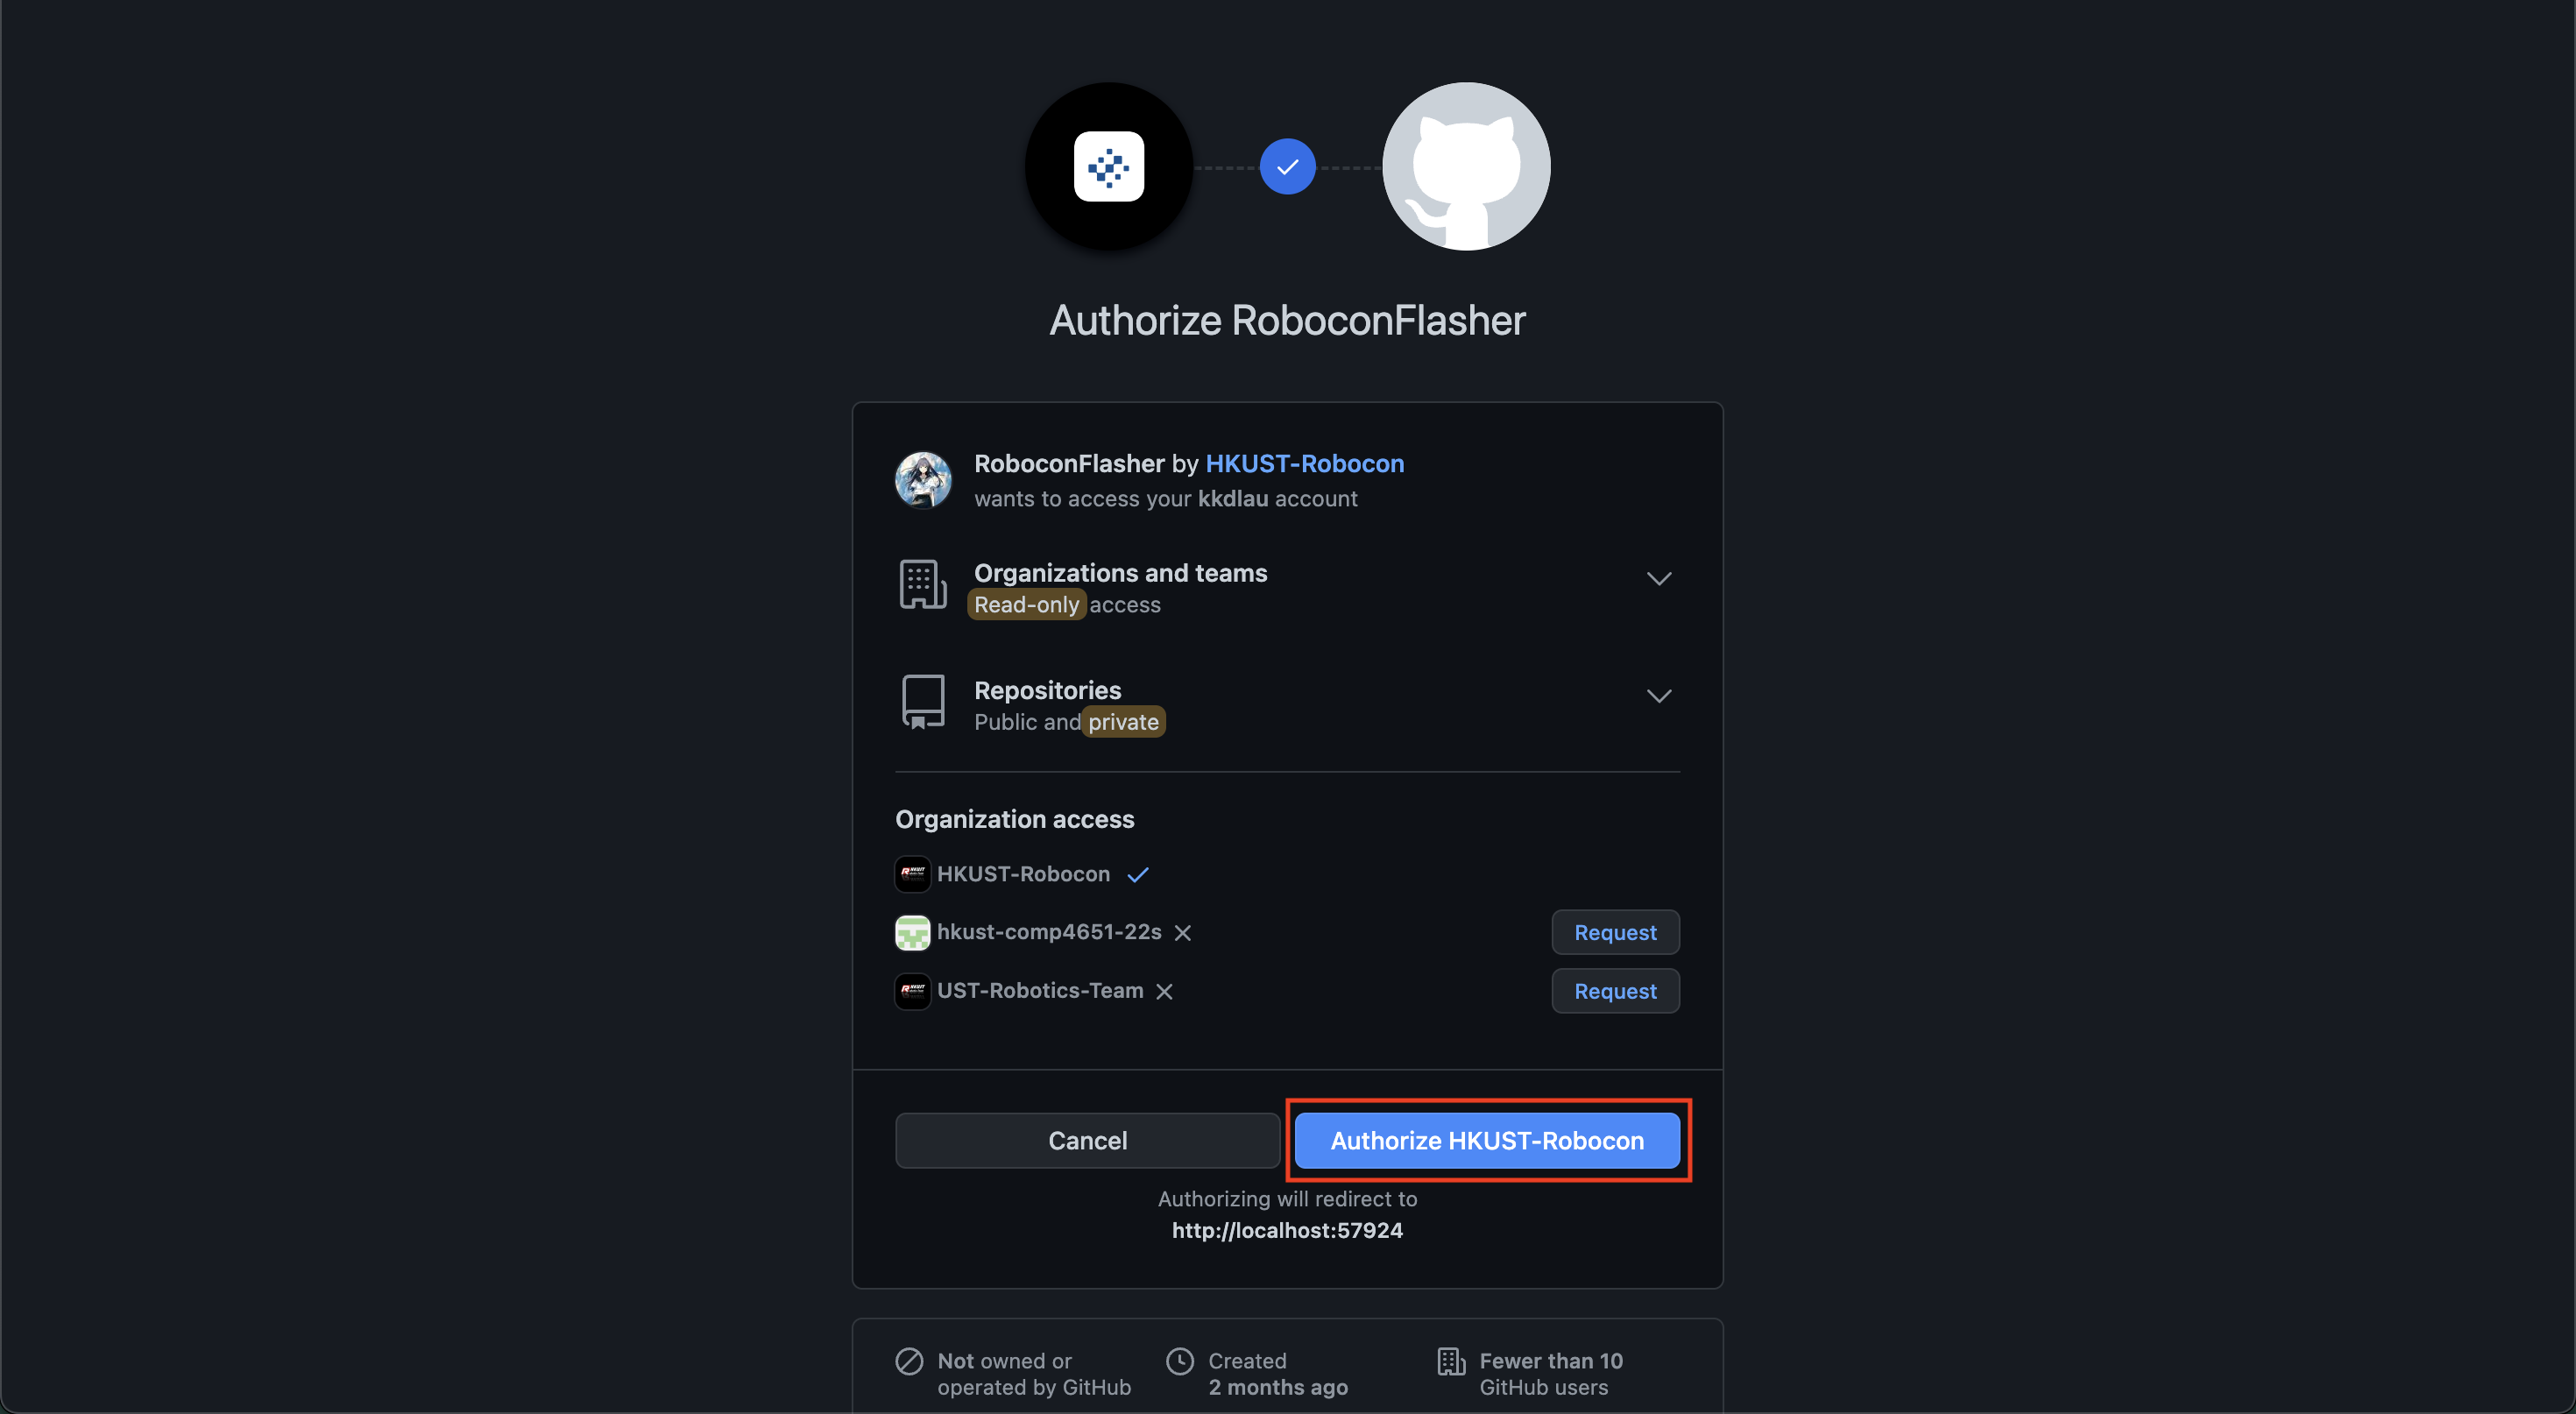 Authorize RoboconFlasher
RoboconFlasher by HKUST-Robocon
wants to access your kkdlau account
Organizations and teams
Read-only access
Repositories
Public and private
Organization access
HKUST-Robocon
hkust-comp4651-22s
Request
UST-Robotics-Team
Request
Cancel
Authorize HKUST-Robocon
Authorizing will redirect to
http://localhost:57924
Not owned or
operated by GitHub
Created
2 months ago
Fewer than 10
GitHub users